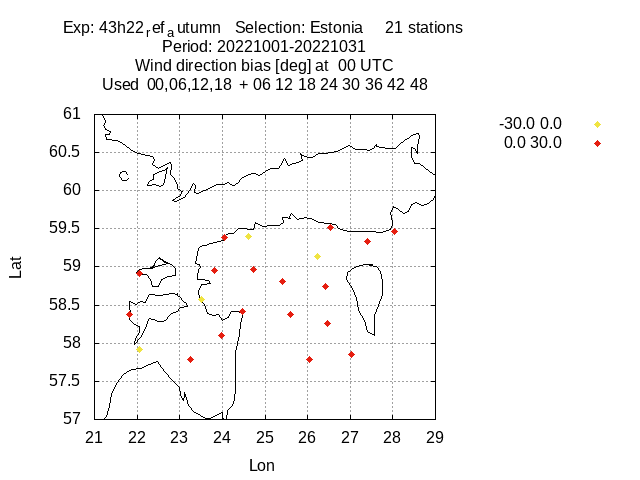 Exp: 43h22refautumn Selection: Estonia 21 stations
Period: 20221001-20221031
Wind direction bias [deg] at 00 UTC
Used 00,06,12,18 + 06 12 18 24 30 36 42 48
-30.0 0.0
0.0 30.0
61
60.5
60
59.5
59
58.5
58
57.5
57
Lat
21 22 23 24 25 26 27 28 29
Lon